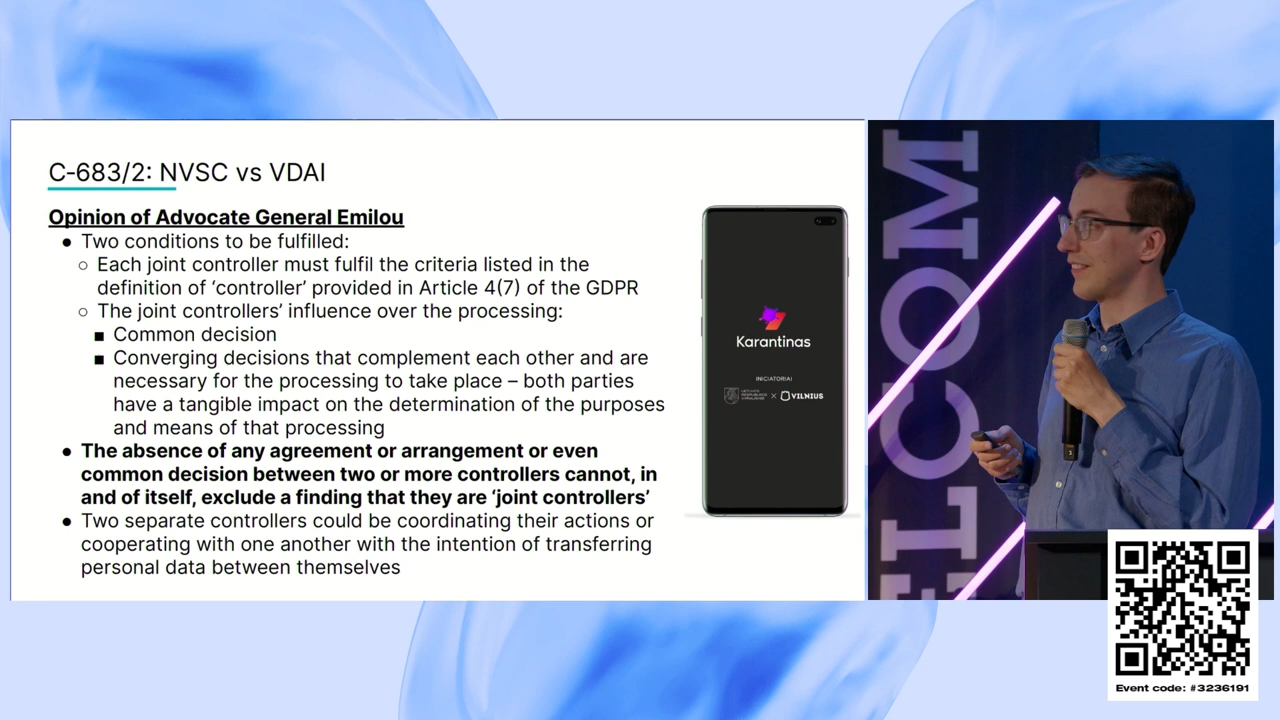 C-683/2: NVSC vs VDAI
Opinion of Advocate General Emilou
● Two conditions to be fulfilled:
○ Each joint controller must fulfil the criteria listed in the
definition of ‘controller’ provided in Article 4(7) of the GDPR
○ The joint controllers’ influence over the processing:
■ Common decision
■ Converging decisions that complement each other and are
necessary for the processing to take place – both parties
have a tangible impact on the determination of the purposes
and means of that processing
● The absence of any agreement or arrangement or even
common decision between two or more controllers cannot, in
and of itself, exclude a finding that they are ‘joint controllers’
● Two separate controllers could be coordinating their actions or
cooperating with one another with the intention of transferring
personal data between themselves
Karantinas
INICIATORIAI
LIETUVOS
RESPUBLIKOS
VYRIAUSYBĖ
X
VILNIUS
ELCOM
Event code: #3236191